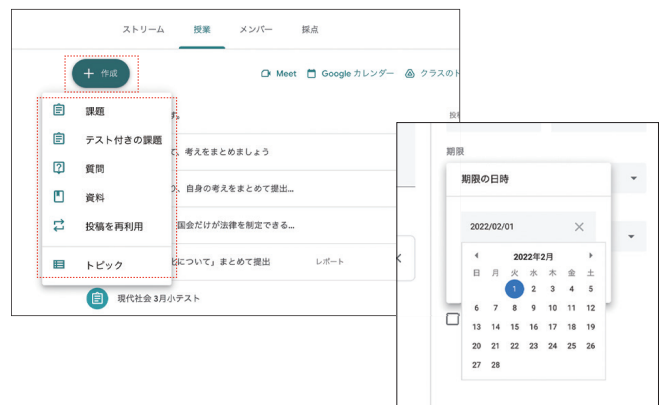 ストリーム 授業 メンバー 採点
+ 作成
Meet Google カレンダー クラスのド
課題
す。
テスト付きの課題
て、考えをまとめましょう
質問
り、自身の考えをまとめて提出...
資料
投稿を再利用
国会だけが法律を制定できる...
トピック
について」まとめて提出 レポート
現代社会 3月小テスト
期限
期限の日時
2022/02/01
2022年2月
日 月 火 水 木 金 土
1 2 3 4 5
6 7 8 9 10 11 12
13 14 15 16 17 18 19
20 21 22 23 24 25 26
27 28